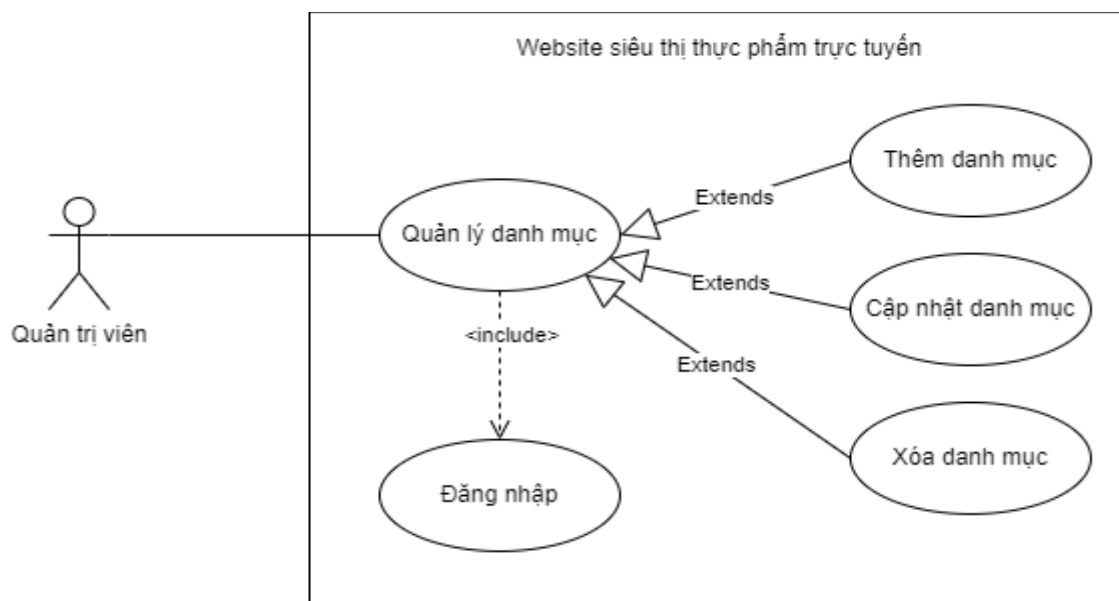 Website siêu thị thực phẩm trực tuyến
Thêm danh mục
Extends
Quản lý danh mục
Extends
Cập nhật danh mục
Quản trị viên
<include>
Extends
Xóa danh mục
Đăng nhập